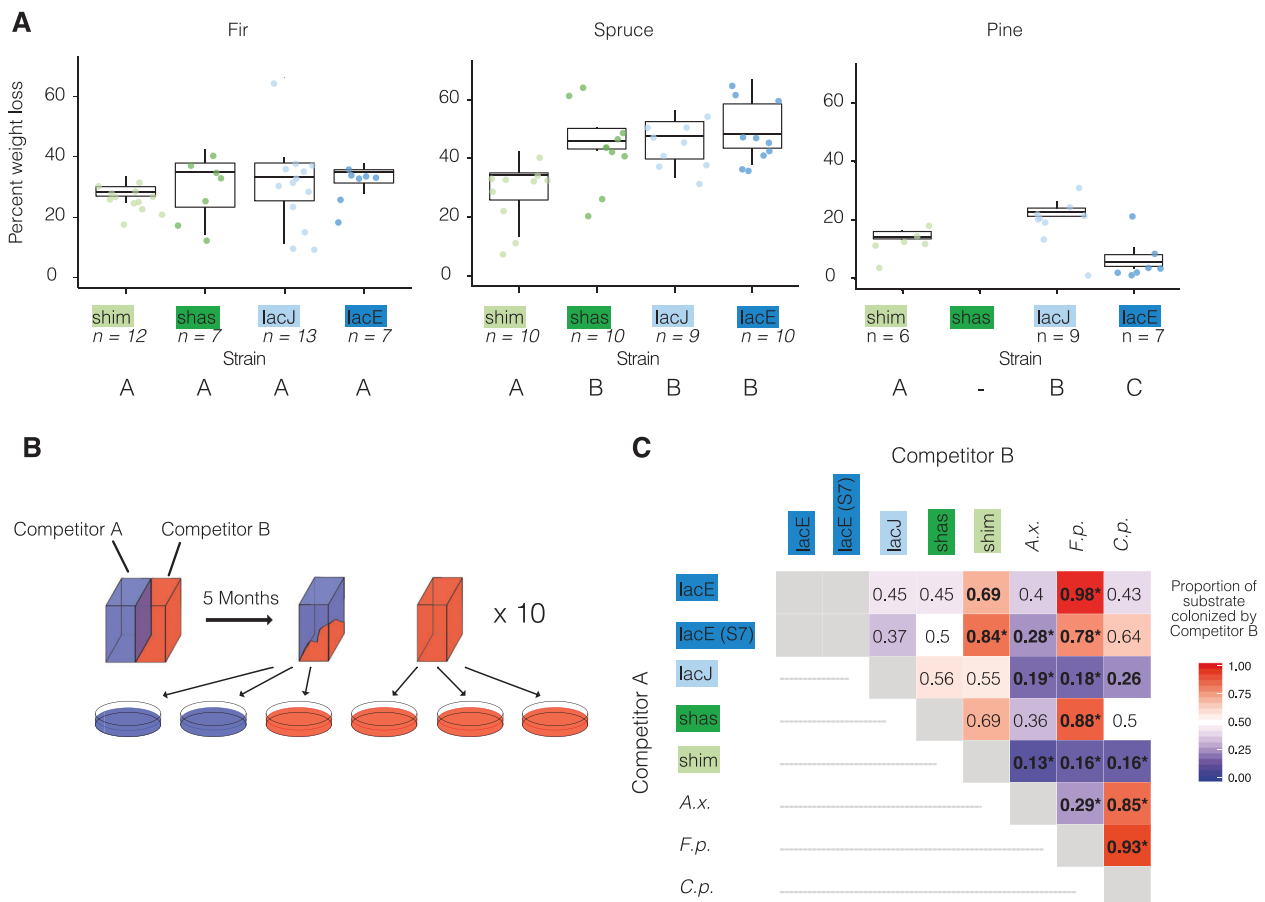 A
Fir
Spruce
Pine
Percent weight loss
60
40
20
0
60
40
20
0
60
40
20
0
shim
shas
lacJ
lacE
n = 12
n = 7
n = 13
n = 7
Strain
A
A
A
A
shim
shas
lacJ
lacE
n = 10
n = 10
n = 9
n = 10
Strain
A
B
B
B
shim
shas
lacJ
lacE
n = 6
n = 9
n = 7
Strain
A
-
B
C
B
Competitor A
Competitor B
5 Months
x 10
C
Competitor B
lacE
lacE (S7)
lacJ
shas
shim
A.x.
F.p.
C.p.
Competitor A
lacE
0.45 0.45 0.69 0.4 0.98* 0.43
lacE (S7)
0.37 0.5 0.84* 0.28* 0.78* 0.64
lacJ
0.56 0.55 0.19* 0.18* 0.26
shas
0.69 0.36 0.88* 0.5
shim
0.13* 0.16* 0.16*
A.x.
0.29* 0.85*
F.p.
0.93*
C.p.
Proportion of
substrate
colonized by
Competitor B
1.00
0.75
0.50
0.25
0.00